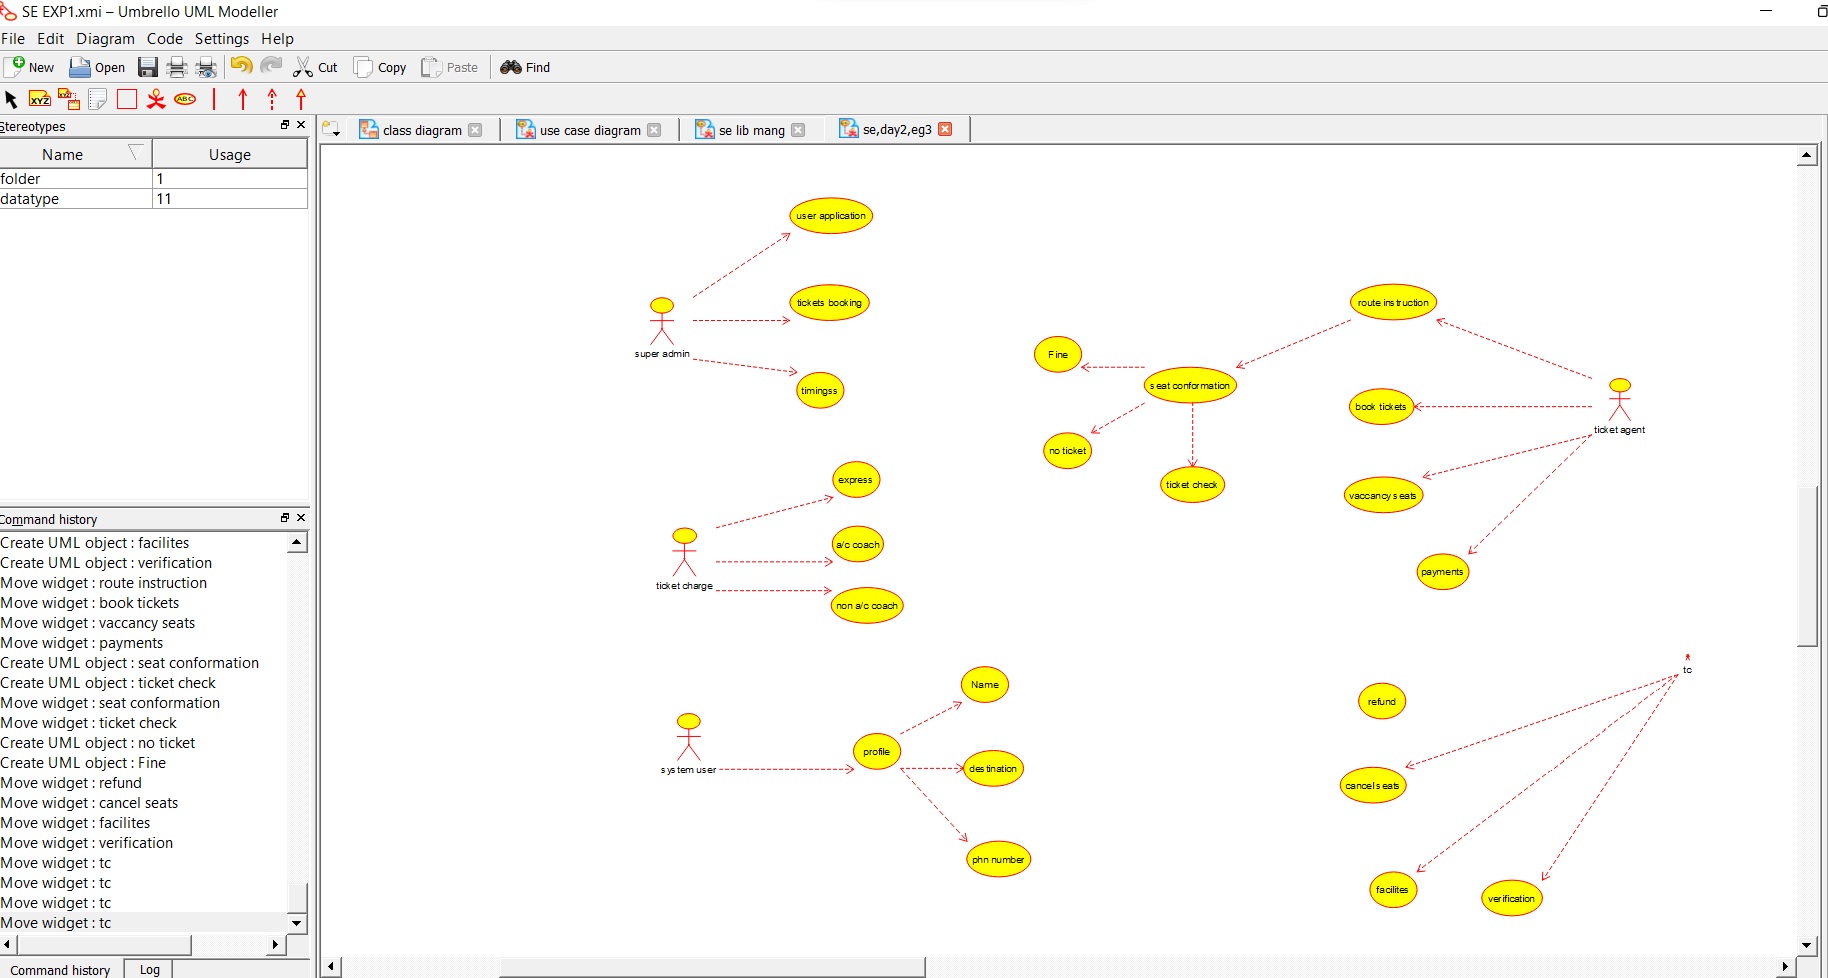 SE EXP1.xmi – Umbrello UML Modeller
File Edit Diagram Code Settings Help
New Open Cut Copy Paste Find
XYZ XYZ ABC
Stereotypes
class diagram use case diagram se lib mang se,day2,eg3
Name Usage
folder 1
datatype 11
Command history
Create UML object : facilites
Create UML object : verification
Move widget : route instruction
Move widget : book tickets
Move widget : vaccancy seats
Move widget : payments
Create UML object : seat conformation
Create UML object : ticket check
Move widget : seat conformation
Move widget : ticket check
Create UML object : no ticket
Create UML object : Fine
Move widget : refund
Move widget : cancel seats
Move widget : facilites
Move widget : verification
Move widget : tc
Move widget : tc
Move widget : tc
Move widget : tc
Command history Log
user application
tickets booking
super admin
timingss
express
a/c coach
ticket charge
non a/c coach
Name
profile
system user
destination
phn number
route instruction
Fine
seat conformation
book tickets
ticket agent
no ticket
ticket check
vaccancy seats
payments
tc
refund
cancel seats
facilites
verification